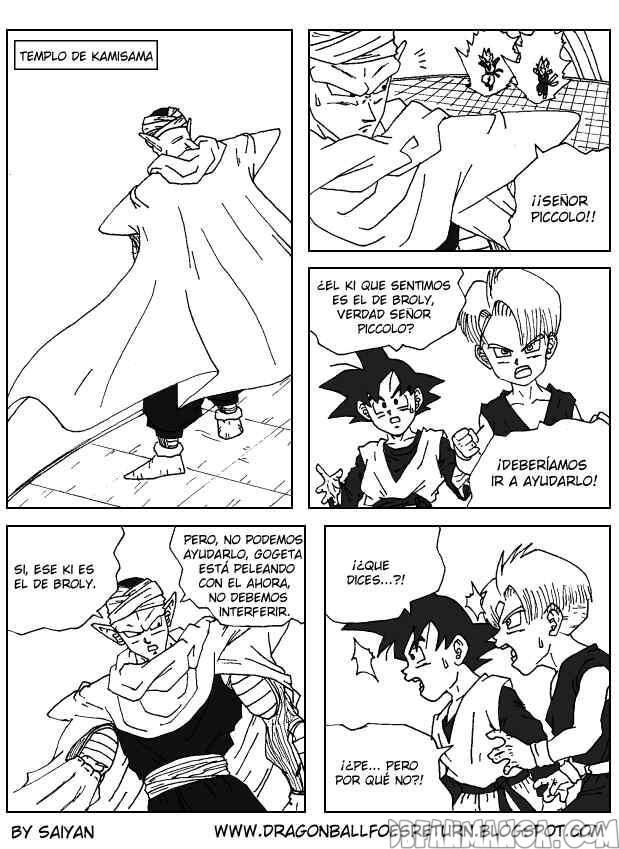 TEMPLO DE KAMISAMA
¡¡SEÑOR
PICCOLO!!
¿EL KI QUE SENTIMOS
ES EL DE BROLY,
VERDAD SEÑOR
PICCOLO?
¡DEBERÍAMOS
IR A AYUDARLO!
SI, ESE KI ES
EL DE BROLY.
PERO, NO PODEMOS
AYUDARLO, GOGETA
ESTÁ PELEANDO
CON EL AHORA,
NO DEBEMOS
INTERFERIR.
¡¿QUE
DICES...?!
¡¿PE... PERO
POR QUÉ NO?!
BY SAIYAN
WWW.DRAGONBALLFOESRETURN.BLOGSPOT.COM
DBFANMANGA.COM